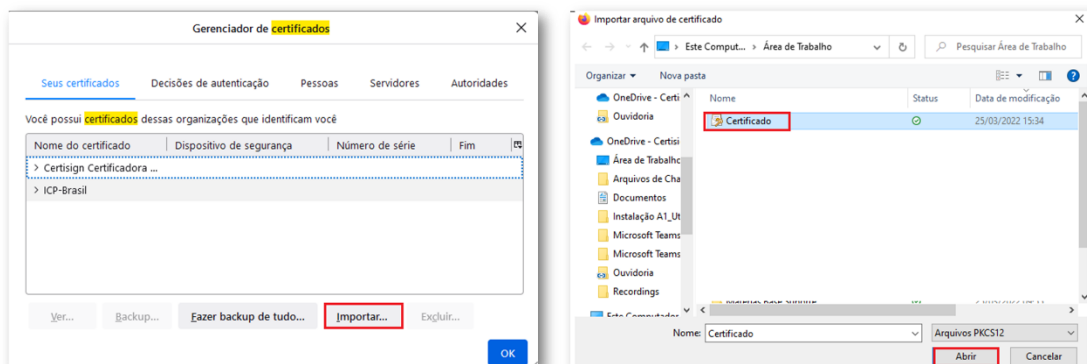 Gerenciador de certificados
Seus certificados Decisões de autenticação Pessoas Servidores Autoridades
Você possui certificados dessas organizações que identificam você
Nome do certificado Dispositivo de segurança Número de série Fim
> Certisign Certificadora ...
> ICP-Brasil
Ver... Backup... Fazer backup de tudo... Importar... Excluir...
OK
Importar arquivo de certificado
> Este Comput... > Área de Trabalho
Pesquisar Área de Trabalho
Organizar Nova pasta
Nome Status Data de modificação
OneDrive - Certi
Ouvidoria
Certificado 25/03/2022 15:34
OneDrive - Certisi
Área de Trabalho
Arquivos de Cha
Documentos
Instalação A1_Ut
Microsoft Teams
Microsoft Teams
Ouvidoria
Recordings
Este Computador
Nome: Certificado Arquivos PKCS12
Abrir Cancelar